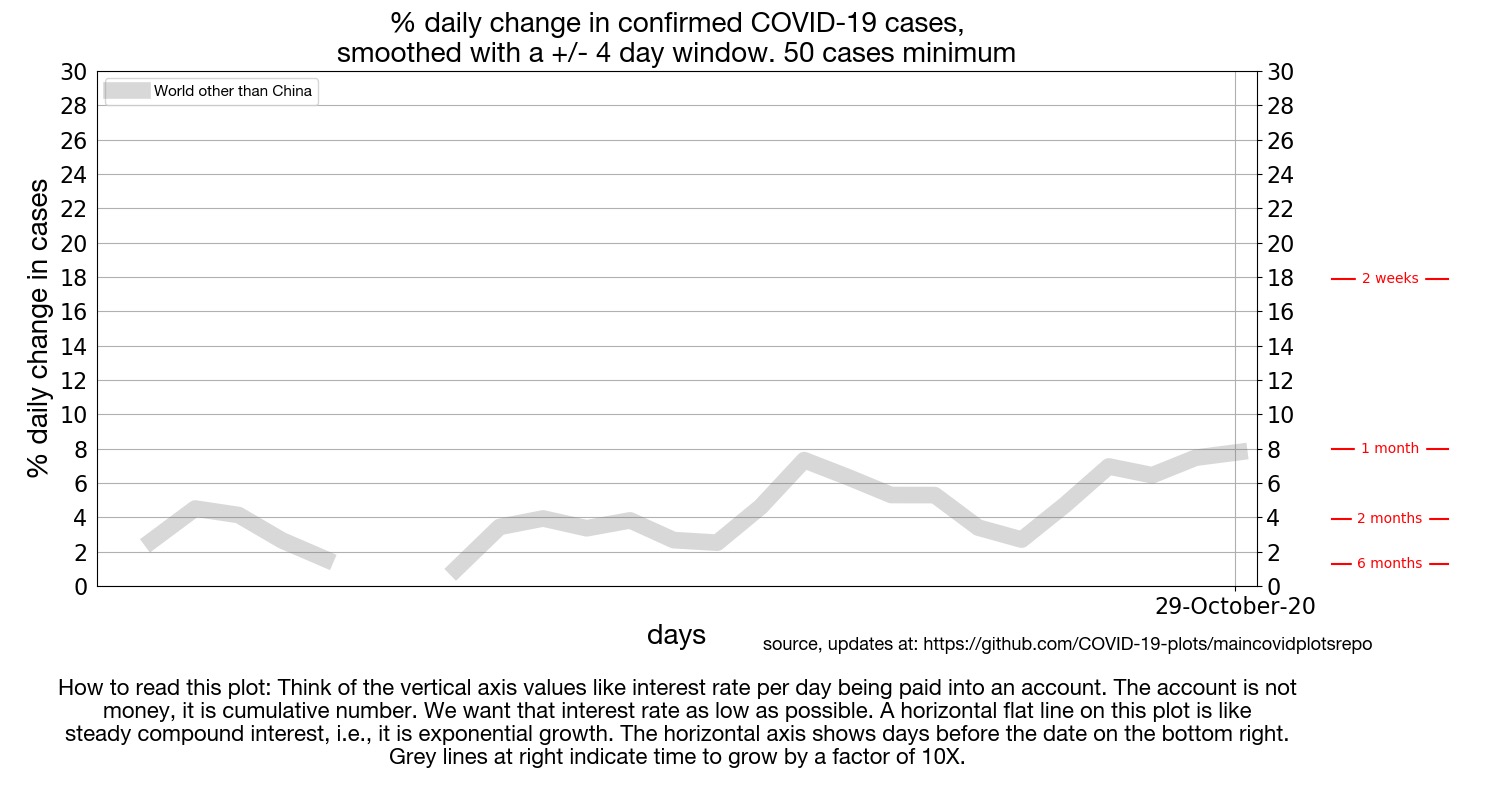 % daily change in confirmed COVID-19 cases,
smoothed with a +/- 4 day window. 50 cases minimum
World other than China
% daily change in cases
30
28
26
24
22
20
18
16
14
12
10
8
6
4
2
0
30
28
26
24
22
20
18
16
14
12
10
8
6
4
2
0
2 weeks
1 month
2 months
6 months
29-October-20
days
source, updates at: https://github.com/COVID-19-plots/maincovidplotsrepo
How to read this plot: Think of the vertical axis values like interest rate per day being paid into an account. The account is not
money, it is cumulative number. We want that interest rate as low as possible. A horizontal flat line on this plot is like
steady compound interest, i.e., it is exponential growth. The horizontal axis shows days before the date on the bottom right.
Grey lines at right indicate time to grow by a factor of 10X.